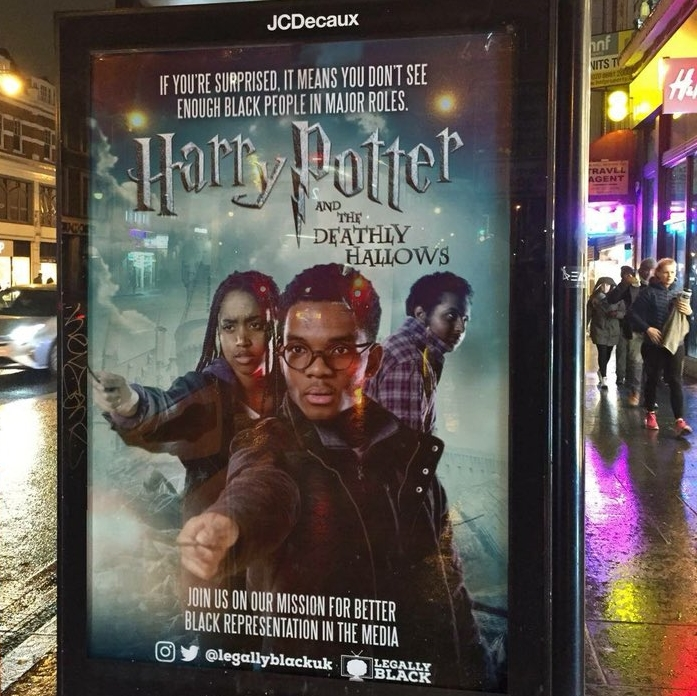 JCDecaux
IF YOU'RE SURPRISED, IT MEANS YOU DON'T SEE
ENOUGH BLACK PEOPLE IN MAJOR ROLES.
Harry Potter
AND
THE
DEATHLY
HALLOWS
JOIN US ON OUR MISSION FOR BETTER
BLACK REPRESENTATION IN THE MEDIA
@legallyblackuk
LEGALLY
BLACK
TRAVEL
AGENT